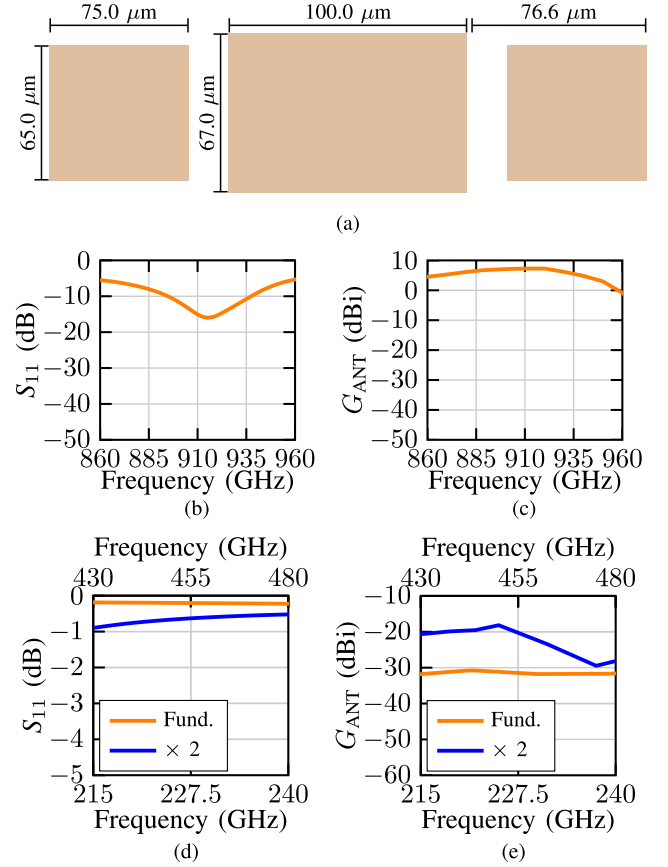 75.0 μm
100.0 μm
76.6 μm
65.0 μm
67.0 μm
(a)
S11 (dB)
0
−10
−20
−30
−40
−50
860 885 910 935 960
Frequency (GHz)
(b)
GANT (dBi)
10
0
−10
−20
−30
−40
−50
860 885 910 935 960
Frequency (GHz)
(c)
Frequency (GHz)
430 455 480
S11 (dB)
0
−1
−2
−3
−4
−5
Fund.
× 2
215 227.5 240
Frequency (GHz)
(d)
Frequency (GHz)
430 455 480
GANT (dBi)
−10
−20
−30
−40
−50
−60
Fund.
× 2
215 227.5 240
Frequency (GHz)
(e)